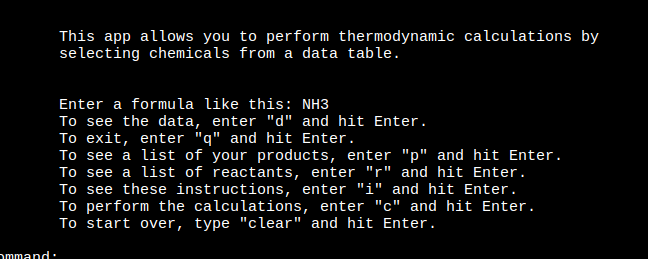 This app allows you to perform thermodynamic calculations by
selecting chemicals from a data table.
Enter a formula like this: NH3
To see the data, enter "d" and hit Enter.
To exit, enter "q" and hit Enter.
To see a list of your products, enter "p" and hit Enter.
To see a list of reactants, enter "r" and hit Enter.
To see these instructions, enter "i" and hit Enter.
To perform the calculations, enter "c" and hit Enter.
To start over, type "clear" and hit Enter.
ommand: